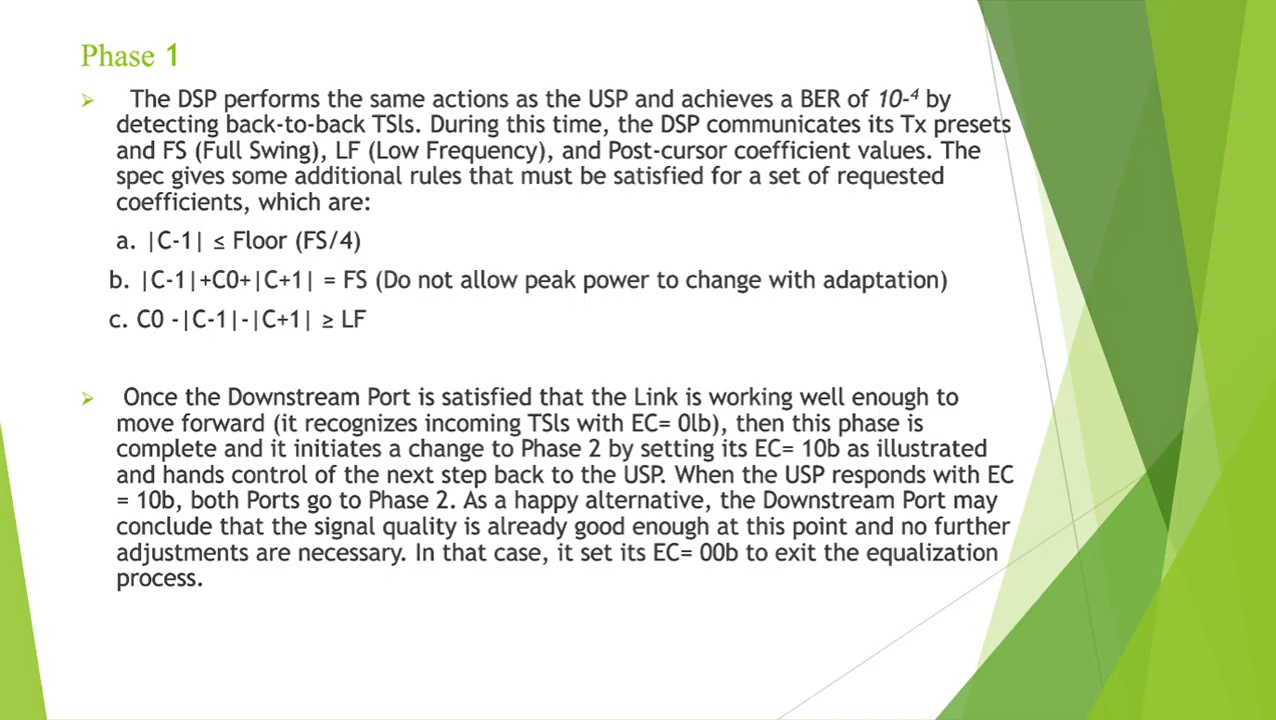 Phase 1
➢ The DSP performs the same actions as the USP and achieves a BER of 10-⁴ by
detecting back-to-back TSls. During this time, the DSP communicates its Tx presets
and FS (Full Swing), LF (Low Frequency), and Post-cursor coefficient values. The
spec gives some additional rules that must be satisfied for a set of requested
coefficients, which are:
a. |C-1| ≤ Floor (FS/4)
b. |C-1|+C0+|C+1| = FS (Do not allow peak power to change with adaptation)
c. C0 -|C-1|-|C+1| ≥ LF
➢ Once the Downstream Port is satisfied that the Link is working well enough to
move forward (it recognizes incoming TSls with EC= 0lb), then this phase is
complete and it initiates a change to Phase 2 by setting its EC= 10b as illustrated
and hands control of the next step back to the USP. When the USP responds with EC
= 10b, both Ports go to Phase 2. As a happy alternative, the Downstream Port may
conclude that the signal quality is already good enough at this point and no further
adjustments are necessary. In that case, it set its EC= 00b to exit the equalization
process.